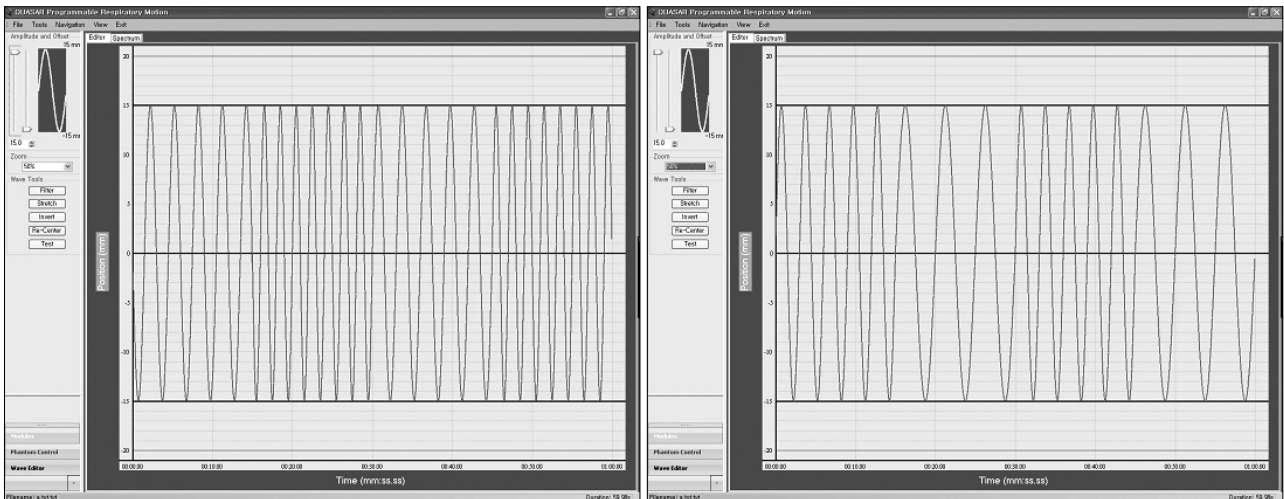 QUASAR Programmable Respiratory Motion
File Tools Navigation View Exit
Amplitude and Offset
15 mm
-15 mm
15,0
Zoom
50%
Wave Tools
Filter
Stretch
Invert
Re-Center
Test
Modules
Phantom Control
Wave Editor
Editor Spectrum
20
15
10
5
0
-5
-10
-15
-20
Position (mm)
00:00.00 00:10.00 00:20.00 00:30.00 00:40.00 00:50.00 01:00.00
Time (mm:ss.ss)
Filename: a.txt.txt
Duration: 59.98s
QUASAR Programmable Respiratory Motion
File Tools Navigation View Exit
Amplitude and Offset
15 mm
-15 mm
15,0
Zoom
50%
Wave Tools
Filter
Stretch
Invert
Re-Center
Test
Modules
Phantom Control
Wave Editor
Editor Spectrum
20
15
10
5
0
-5
-10
-15
-20
Position (mm)
00:00.00 00:10.00 00:20.00 00:30.00 00:40.00 00:50.00 01:00.00
Time (mm:ss.ss)
Filename: a.txt.txt
Duration: 59.98s